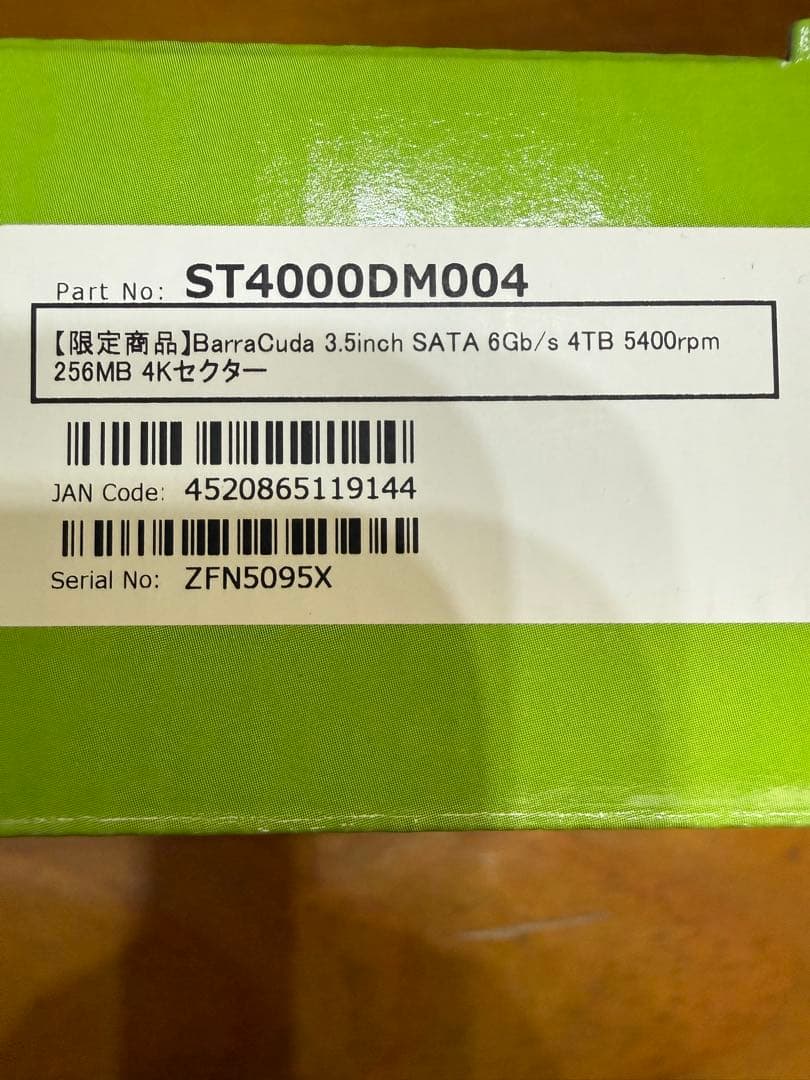 Part No: ST4000DM004
【限定商品】BarraCuda 3.5inch SATA 6Gb/s 4TB 5400rpm
256MB 4Kセクター
JAN Code: 4520865119144
Serial No: ZFN5095X